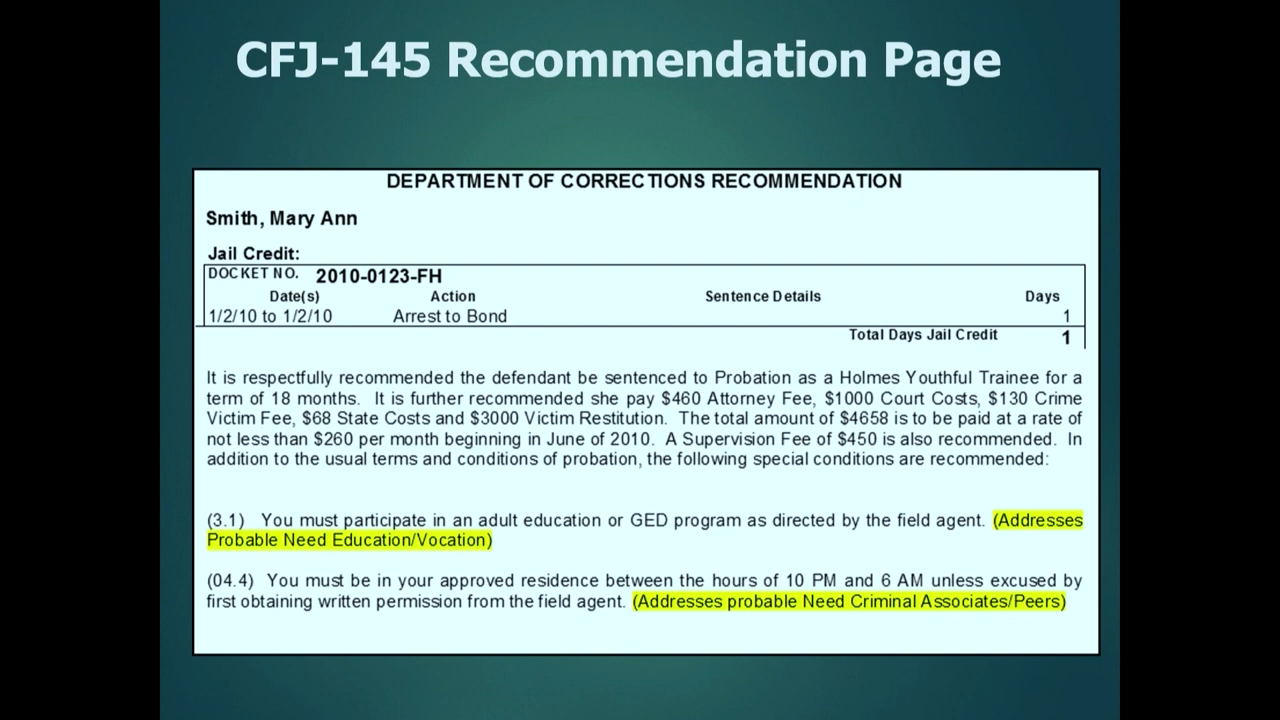 CFJ-145 Recommendation Page
DEPARTMENT OF CORRECTIONS RECOMMENDATION
Smith, Mary Ann
Jail Credit:
DOCKET NO. 2010-0123-FH
Date(s) Action Sentence Details Days
1/2/10 to 1/2/10 Arrest to Bond 1
Total Days Jail Credit 1
It is respectfully recommended the defendant be sentenced to Probation as a Holmes Youthful Trainee for a
term of 18 months. It is further recommended she pay $460 Attorney Fee, $1000 Court Costs, $130 Crime
Victim Fee, $68 State Costs and $3000 Victim Restitution. The total amount of $4658 is to be paid at a rate of
not less than $260 per month beginning in June of 2010. A Supervision Fee of $450 is also recommended. In
addition to the usual terms and conditions of probation, the following special conditions are recommended:
(3.1) You must participate in an adult education or GED program as directed by the field agent. (Addresses
Probable Need Education/Vocation)
(04.4) You must be in your approved residence between the hours of 10 PM and 6 AM unless excused by
first obtaining written permission from the field agent. (Addresses probable Need Criminal Associates/Peers)